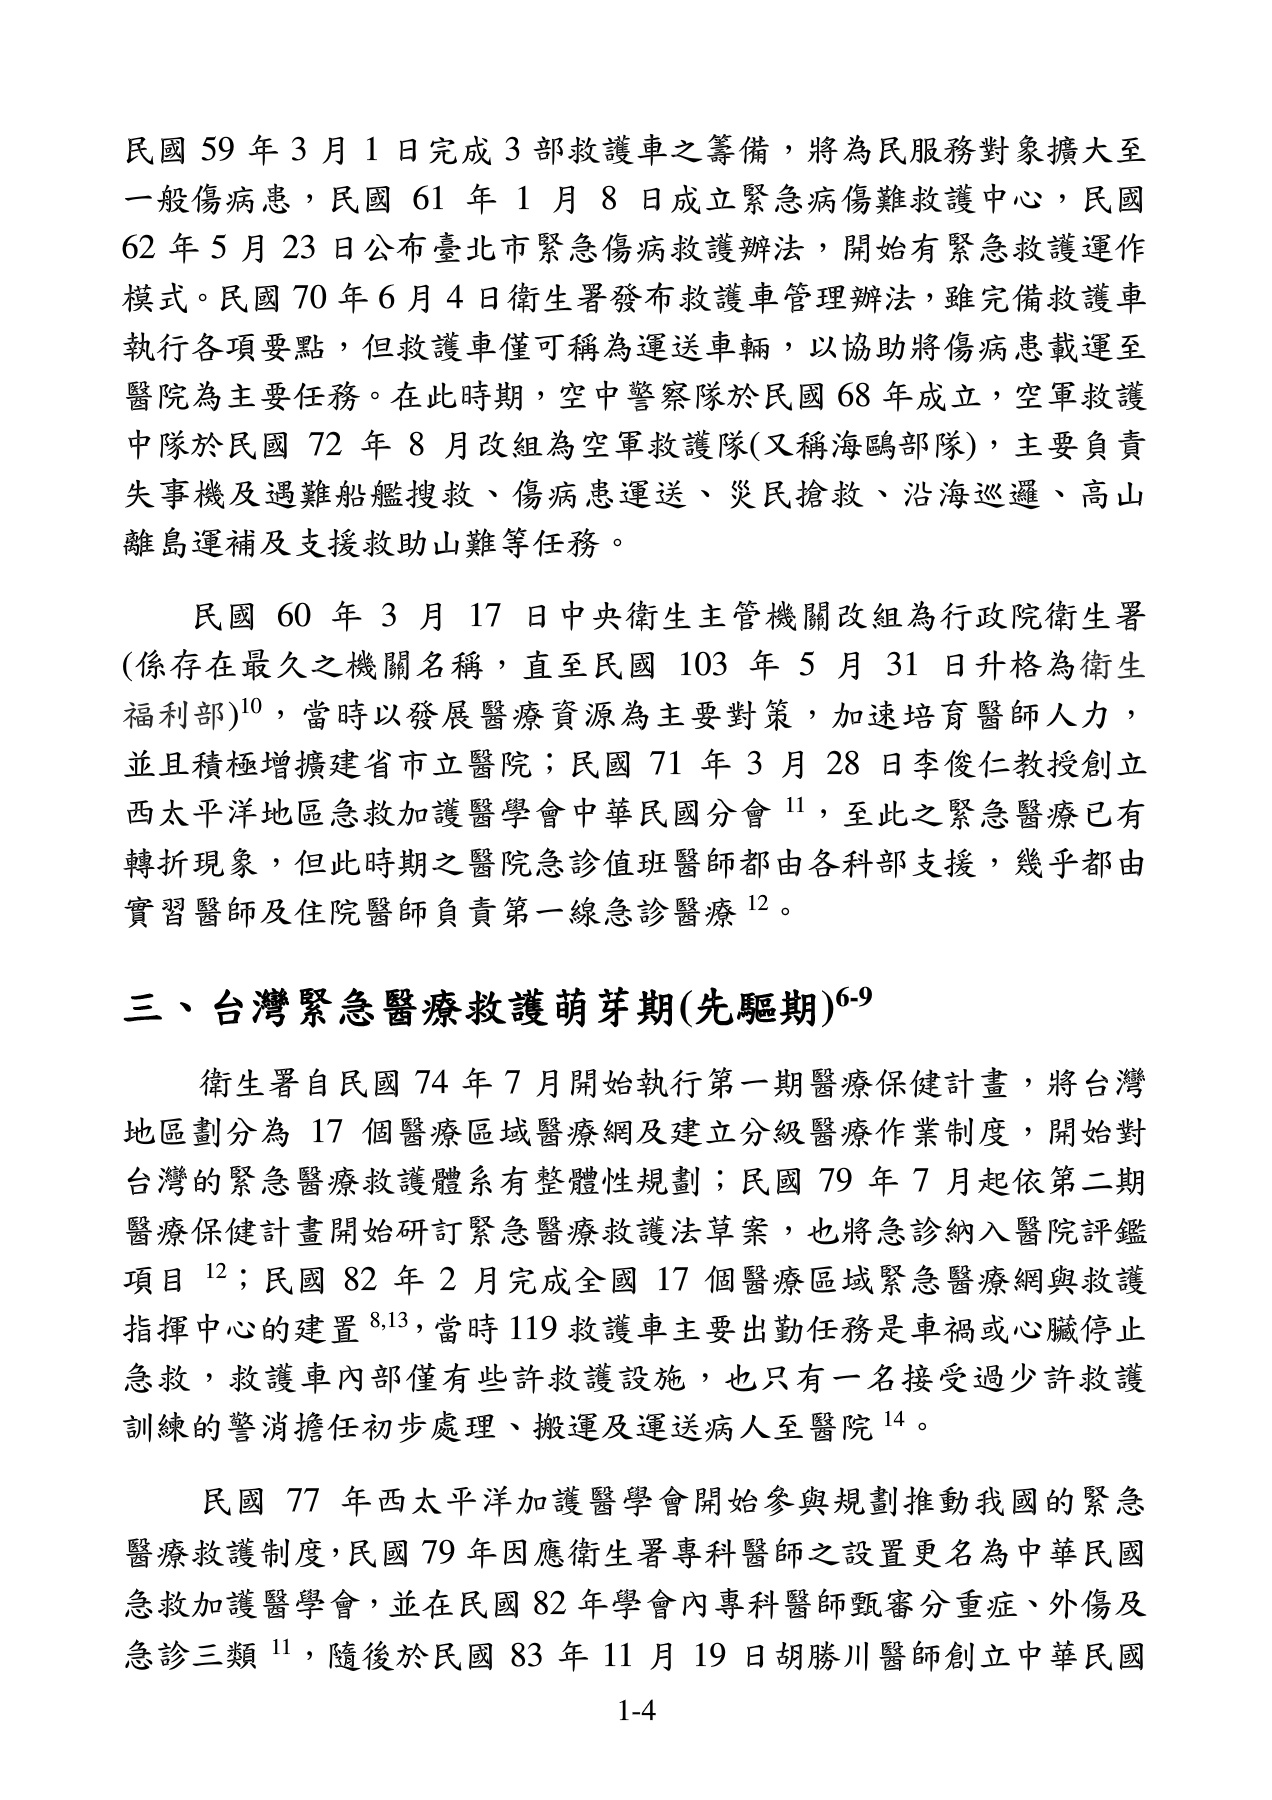 民國 59 年 3 月 1 日完成 3 部救護車之籌備，將為民服務對象擴大至
一般傷病患，民國 61 年 1 月 8 日成立緊急病傷難救護中心，民國
62 年 5 月 23 日公布臺北市緊急傷病救護辦法，開始有緊急救護運作
模式。民國 70 年 6 月 4 日衛生署發布救護車管理辦法，雖完備救護車
執行各項要點，但救護車僅可稱為運送車輛，以協助將傷病患載運至
醫院為主要任務。在此時期，空中警察隊於民國 68 年成立，空軍救護
中隊於民國 72 年 8 月改組為空軍救護隊(又稱海鷗部隊)，主要負責
失事機及遇難船艦搜救、傷病患運送、災民搶救、沿海巡邏、高山
離島運補及支援救助山難等任務。
民國 60 年 3 月 17 日中央衛生主管機關改組為行政院衛生署
(係存在最久之機關名稱，直至民國 103 年 5 月 31 日升格為衛生
福利部)10，當時以發展醫療資源為主要對策，加速培育醫師人力，
並且積極增擴建省市立醫院；民國 71 年 3 月 28 日李俊仁教授創立
西太平洋地區急救加護醫學會中華民國分會 11，至此之緊急醫療已有
轉折現象，但此時期之醫院急診值班醫師都由各科部支援，幾乎都由
實習醫師及住院醫師負責第一線急診醫療 12。
三、台灣緊急醫療救護萌芽期(先驅期)6-9
衛生署自民國 74 年 7 月開始執行第一期醫療保健計畫，將台灣
地區劃分為 17 個醫療區域醫療網及建立分級醫療作業制度，開始對
台灣的緊急醫療救護體系有整體性規劃；民國 79 年 7 月起依第二期
醫療保健計畫開始研訂緊急醫療救護法草案，也將急診納入醫院評鑑
項目 12；民國 82 年 2 月完成全國 17 個醫療區域緊急醫療網與救護
指揮中心的建置 8,13，當時 119 救護車主要出勤任務是車禍或心臟停止
急救，救護車內部僅有些許救護設施，也只有一名接受過少許救護
訓練的警消擔任初步處理、搬運及運送病人至醫院 14。
民國 77 年西太平洋加護醫學會開始參與規劃推動我國的緊急
醫療救護制度，民國 79 年因應衛生署專科醫師之設置更名為中華民國
急救加護醫學會，並在民國 82 年學會內專科醫師甄審分重症、外傷及
急診三類 11，隨後於民國 83 年 11 月 19 日胡勝川醫師創立中華民國
1-4